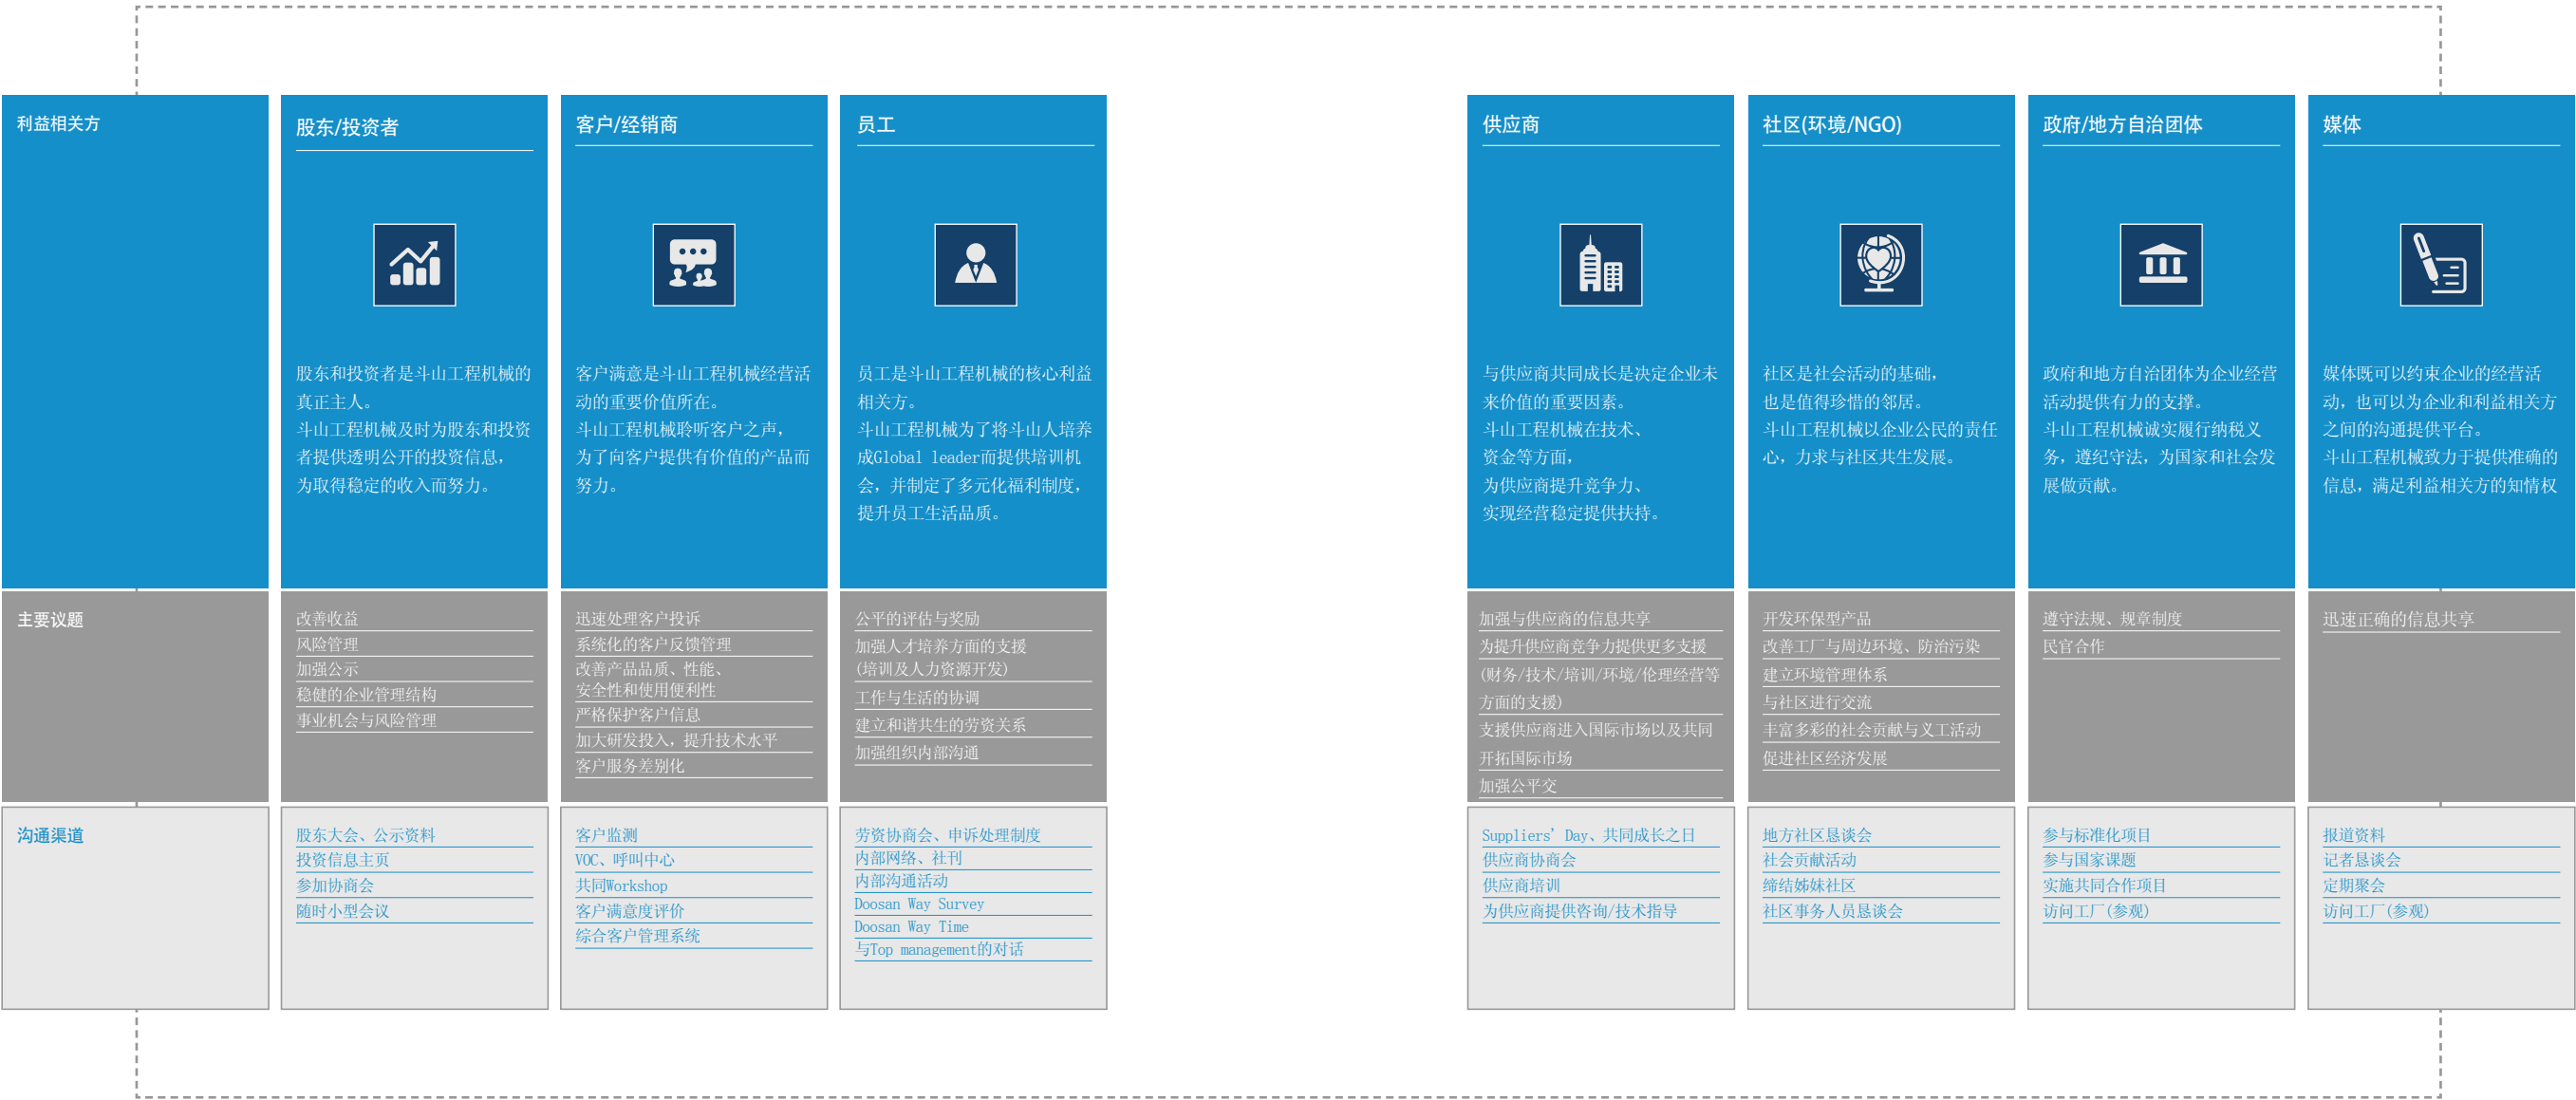 利益相关方
股东/投资者
股东和投资者是斗山工程机械的
真正主人。
斗山工程机械及时为股东和投资
者提供透明公开的投资信息，
为取得稳定的收入而努力。
客户/经销商
客户满意是斗山工程机械经营活
动的重要价值所在。
斗山工程机械聆听客户之声，
为了向客户提供有价值的产品而
努力。
员工
员工是斗山工程机械的核心利益
相关方。
斗山工程机械为了将斗山人培养
成Global leader而提供培训机
会，并制定了多元化福利制度，
提升员工生活品质。
供应商
与供应商共同成长是决定企业未
来价值的重要因素。
斗山工程机械在技术、
资金等方面，
为供应商提升竞争力、
实现经营稳定提供扶持。
社区(环境/NGO)
社区是社会活动的基础，
也是值得珍惜的邻居。
斗山工程机械以企业公民的责任
心，力求与社区共生发展。
政府/地方自治团体
政府和地方自治团体为企业经营
活动提供有力的支撑。
斗山工程机械诚实履行纳税义
务，遵纪守法，为国家和社会发
展做贡献。
媒体
媒体既可以约束企业的经营活
动，也可以为企业和利益相关方
之间的沟通提供平台。
斗山工程机械致力于提供准确的
信息，满足利益相关方的知情权
主要议题
改善收益
风险管理
加强公示
稳健的企业管理结构
事业机会与风险管理
迅速处理客户投诉
系统化的客户反馈管理
改善产品品质、性能、
安全性和使用便利性
严格保护客户信息
加大研发投入，提升技术水平
客户服务差别化
公平的评估与奖励
加强人才培养方面的支援
(培训及人力资源开发)
工作与生活的协调
建立和谐共生的劳资关系
加强组织内部沟通
加强与供应商的信息共享
为提升供应商竞争力提供更多支援
(财务/技术/培训/环境/伦理经营等
方面的支援)
支援供应商进入国际市场以及共同
开拓国际市场
加强公平交
开发环保型产品
改善工厂与周边环境、防治污染
建立环境管理体系
与社区进行交流
丰富多彩的社会贡献与义工活动
促进社区经济发展
遵守法规、规章制度
民官合作
迅速正确的信息共享
沟通渠道
股东大会、公示资料
投资信息主页
参加协商会
随时小型会议
客户监测
VOC、呼叫中心
共同Workshop
客户满意度评价
综合客户管理系统
劳资协商会、申诉处理制度
内部网络、社刊
内部沟通活动
Doosan Way Survey
Doosan Way Time
与Top management的对话
Suppliers’ Day、共同成长之日
供应商协商会
供应商培训
为供应商提供咨询/技术指导
地方社区恳谈会
社会贡献活动
缔结姊妹社区
社区事务人员恳谈会
参与标准化项目
参与国家课题
实施共同合作项目
访问工厂(参观)
报道资料
记者恳谈会
定期聚会
访问工厂(参观)